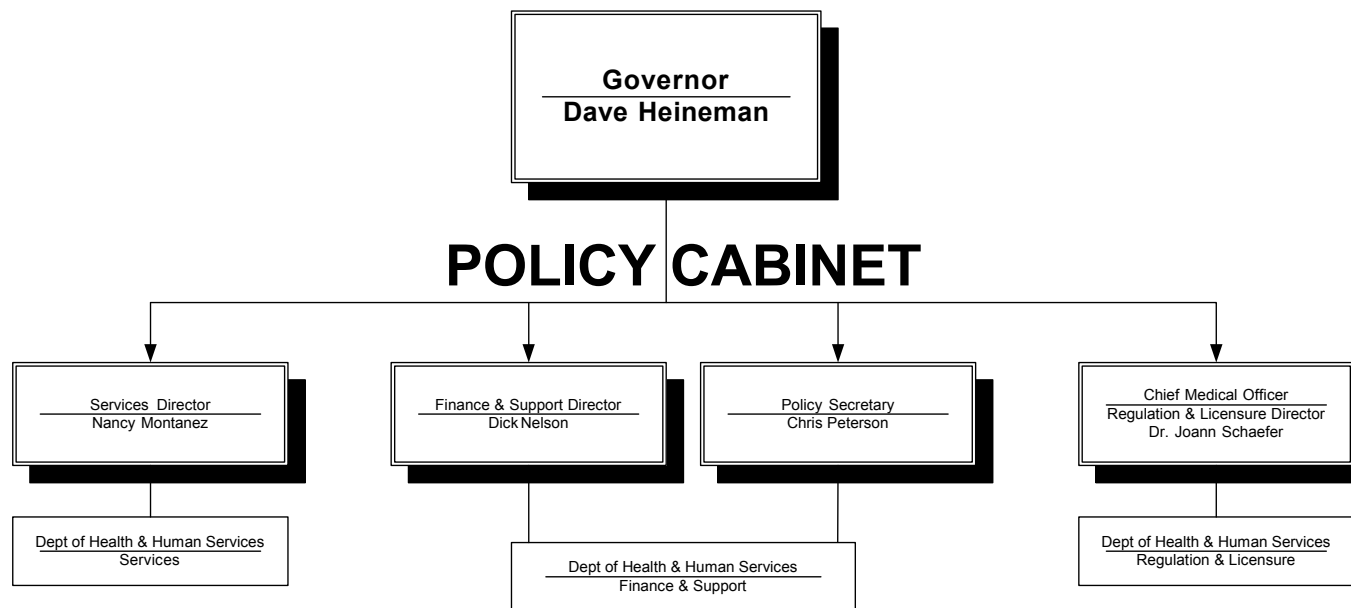 Governor
Dave Heineman
POLICY CABINET
Services Director
Nancy Montanez
Finance & Support Director
Dick Nelson
Policy Secretary
Chris Peterson
Chief Medical Officer
Regulation & Licensure Director
Dr. Joann Schaefer
Dept of Health & Human Services
Services
Dept of Health & Human Services
Finance & Support
Dept of Health & Human Services
Regulation & Licensure